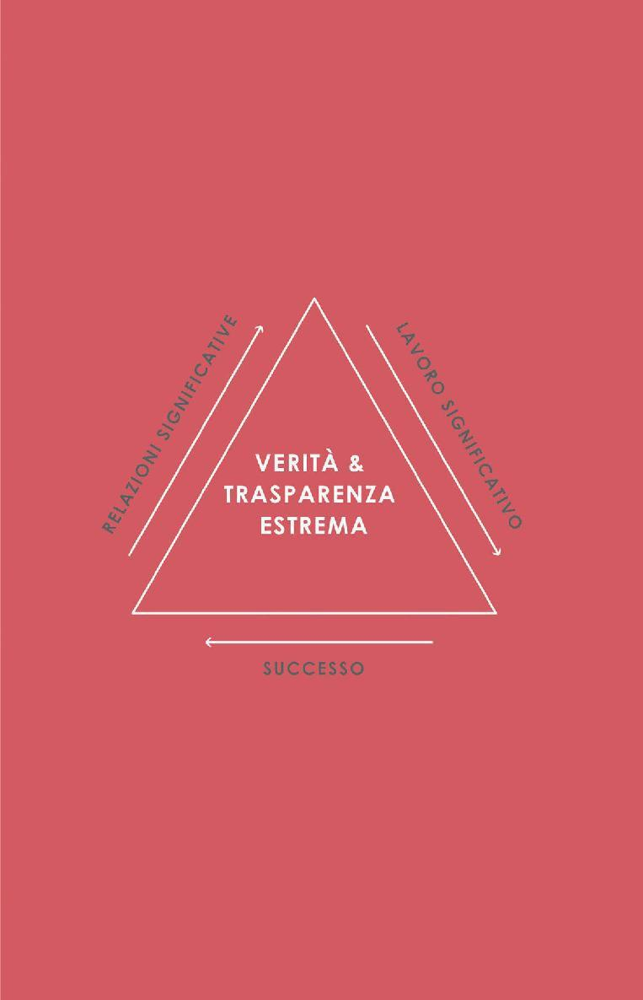 RELAZIONI SIGNIFICATIVE
LAVORO SIGNIFICATIVO
VERITÀ &
TRASPARENZA
ESTREMA
SUCCESSO